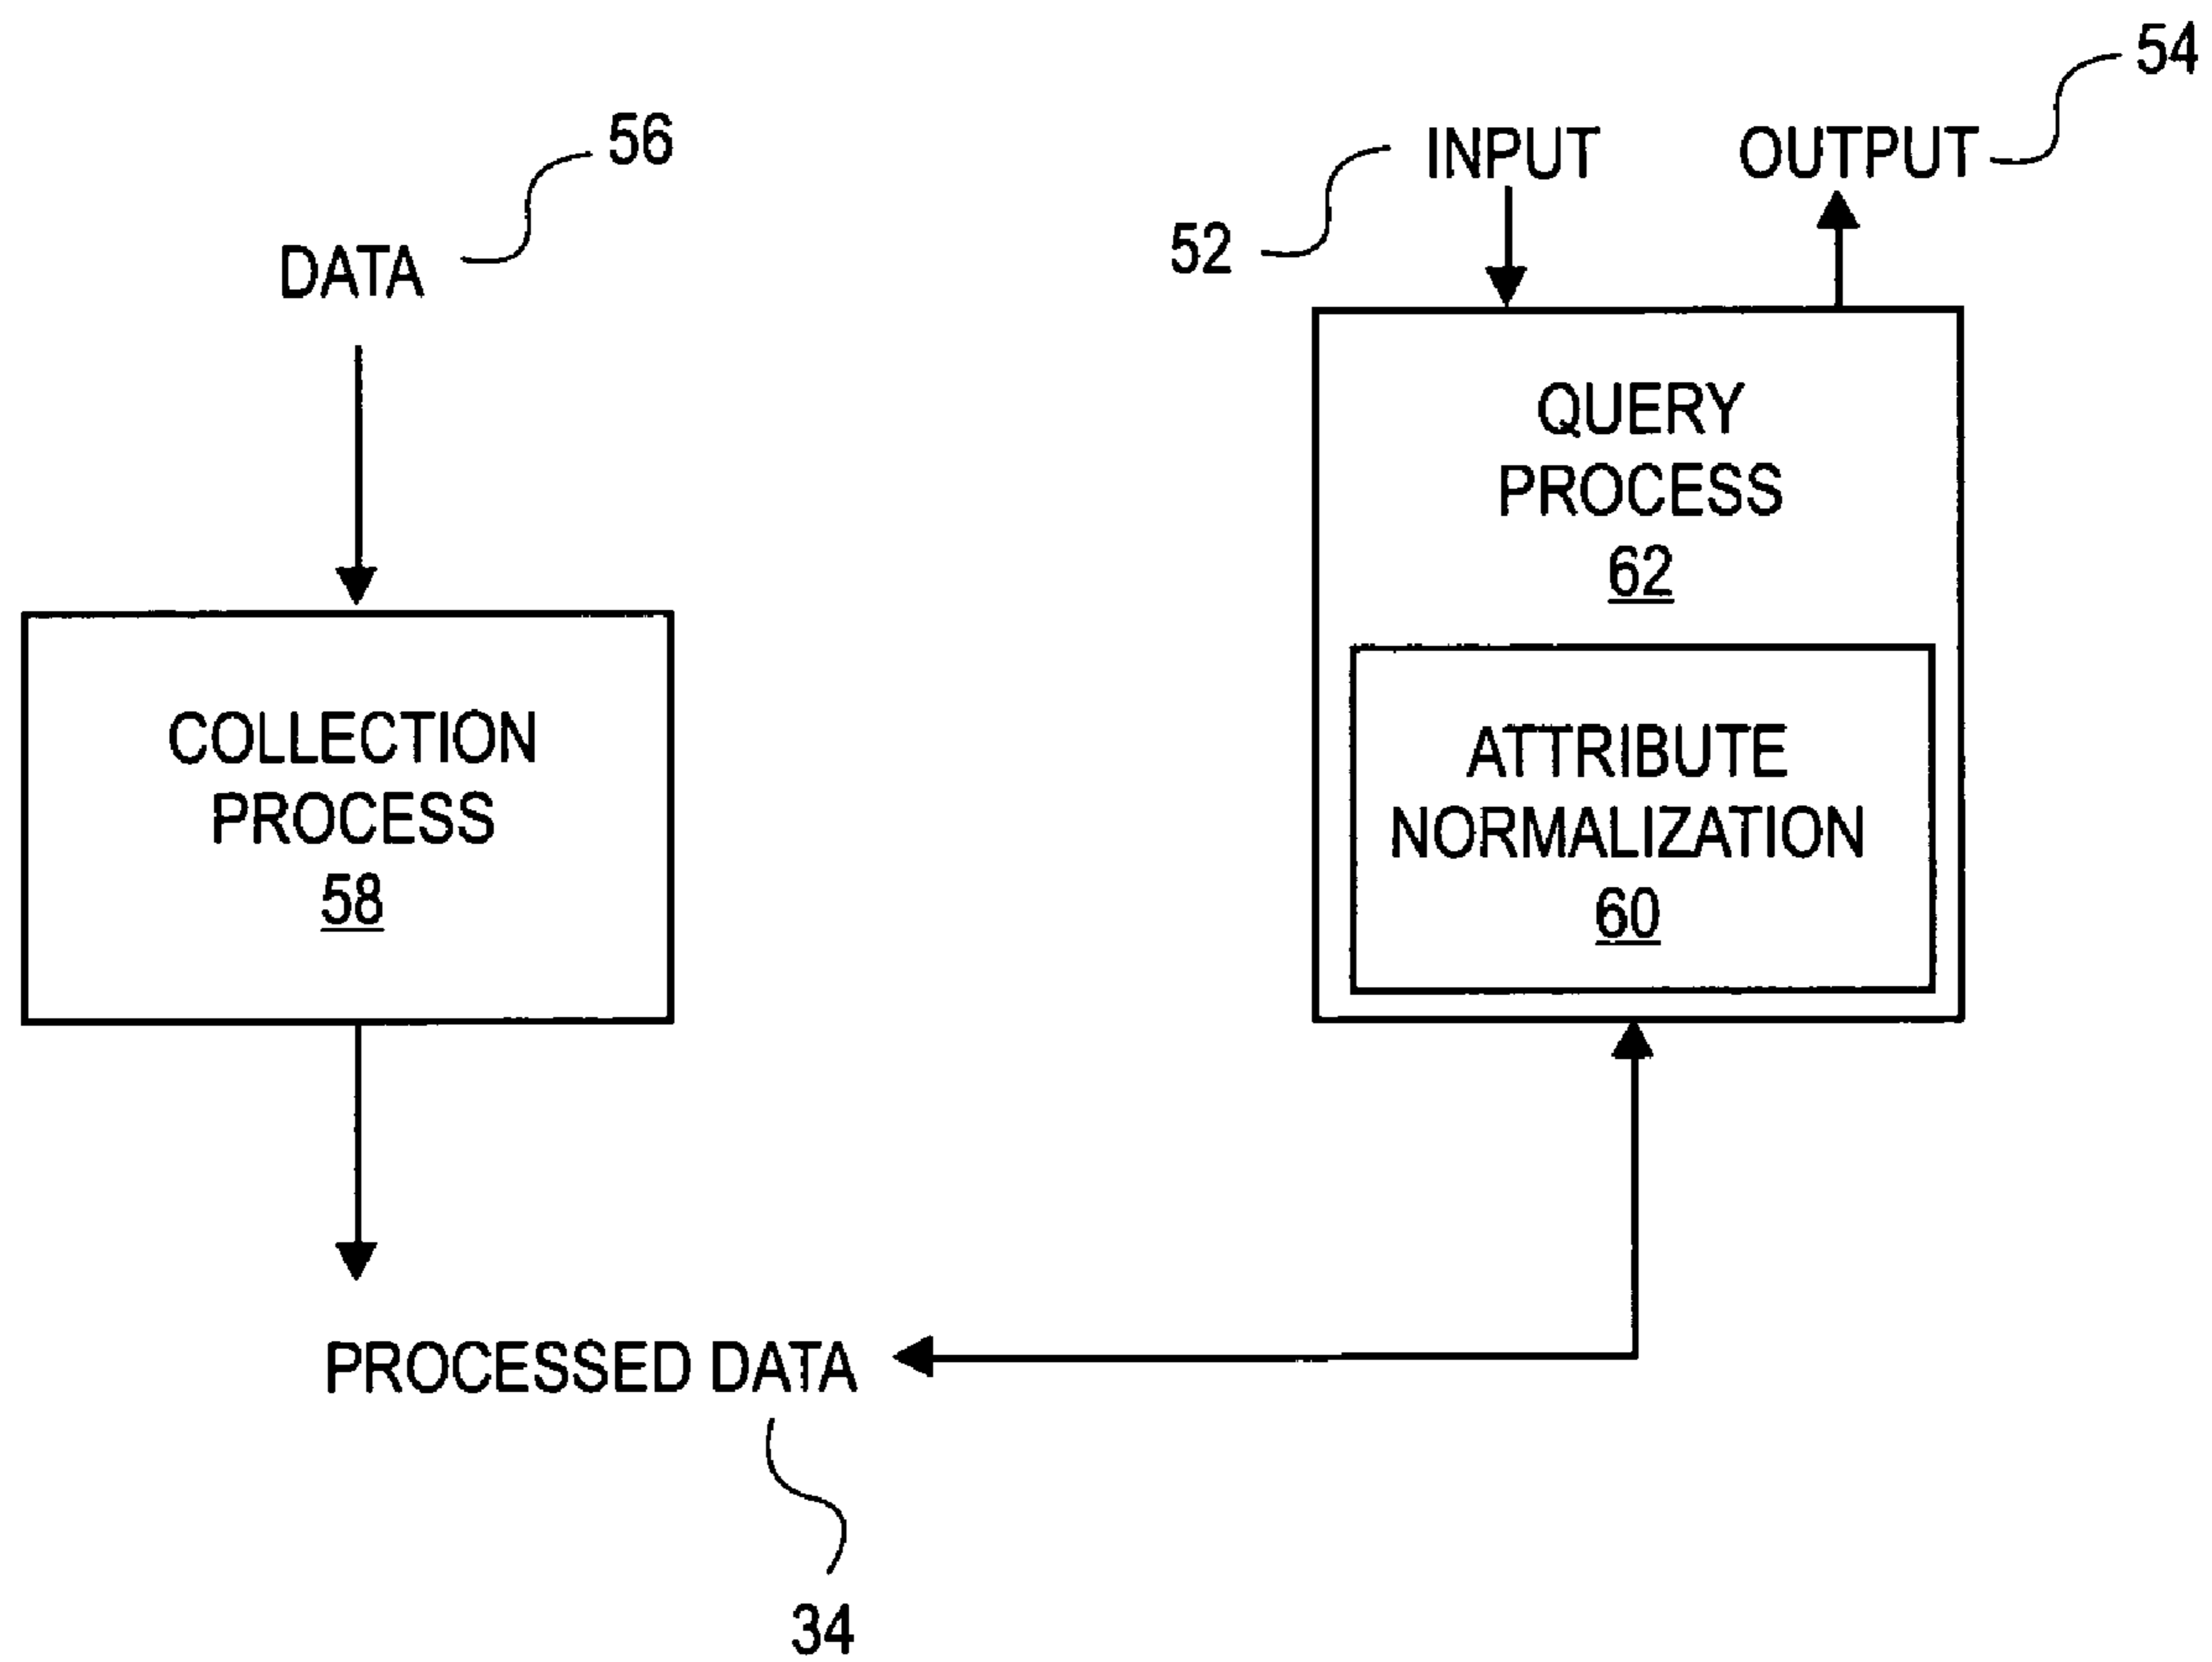 54
56
INPUT
OUTPUT
52
DATA
QUERY
PROCESS
62
COLLECTION
PROCESS
58
ATTRIBUTE
NORMALIZATION
60
PROCESSED DATA
34